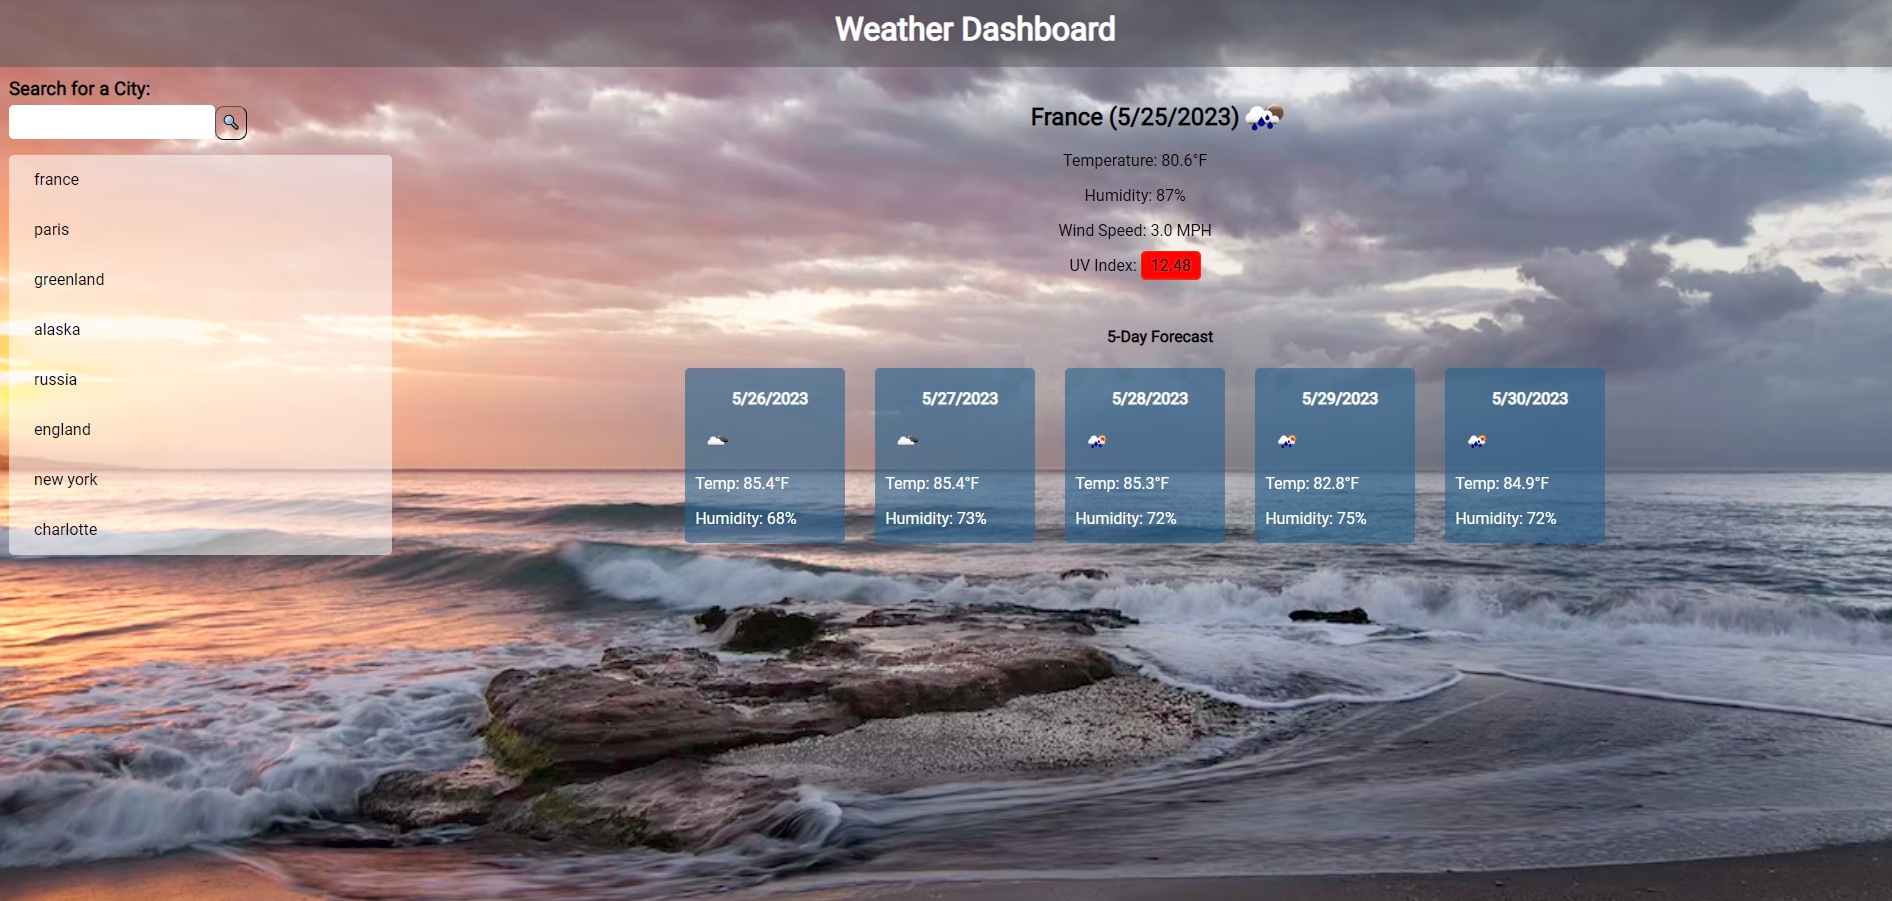 Weather Dashboard
Search for a City:
france
paris
greenland
alaska
russia
england
new york
charlotte
France (5/25/2023)
Temperature: 80.6°F
Humidity: 87%
Wind Speed: 3.0 MPH
UV Index: 12.48
5-Day Forecast
5/26/2023
Temp: 85.4°F
Humidity: 68%
5/27/2023
Temp: 85.4°F
Humidity: 73%
5/28/2023
Temp: 85.3°F
Humidity: 72%
5/29/2023
Temp: 82.8°F
Humidity: 75%
5/30/2023
Temp: 84.9°F
Humidity: 72%